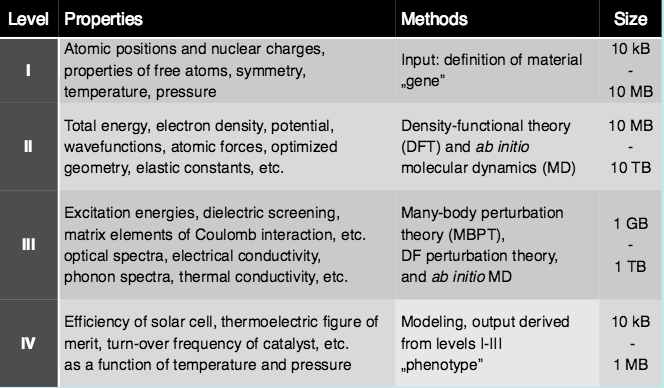 Level Properties Methods Size
I
Atomic positions and nuclear charges,
properties of free atoms, symmetry,
temperature, pressure
Input: definition of material
„gene”
10 kB
-
10 MB
II
Total energy, electron density, potential,
wavefunctions, atomic forces, optimized
geometry, elastic constants, etc.
Density-functional theory
(DFT) and ab initio
molecular dynamics (MD)
10 MB
-
10 TB
III
Excitation energies, dielectric screening,
matrix elements of Coulomb interaction, etc.
optical spectra, electrical conductivity,
phonon spectra, thermal conductivity, etc.
Many-body perturbation
theory (MBPT),
DF perturbation theory,
and ab initio MD
1 GB
-
1 TB
IV
Efficiency of solar cell, thermoelectric figure of
merit, turn-over frequency of catalyst, etc.
as a function of temperature and pressure
Modeling, output derived
from levels I-III
„phenotype”
10 kB
-
1 MB